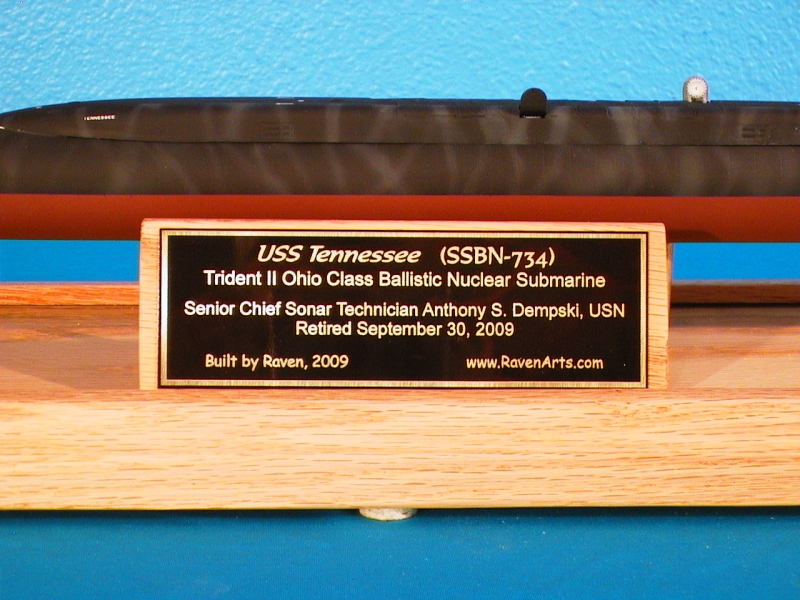 TENNESSEE
USS Tennessee (SSBN-734)
Trident II Ohio Class Ballistic Nuclear Submarine
Senior Chief Sonar Technician Anthony S. Dempski, USN
Retired September 30, 2009
Built by Raven, 2009 www.RavenArts.com